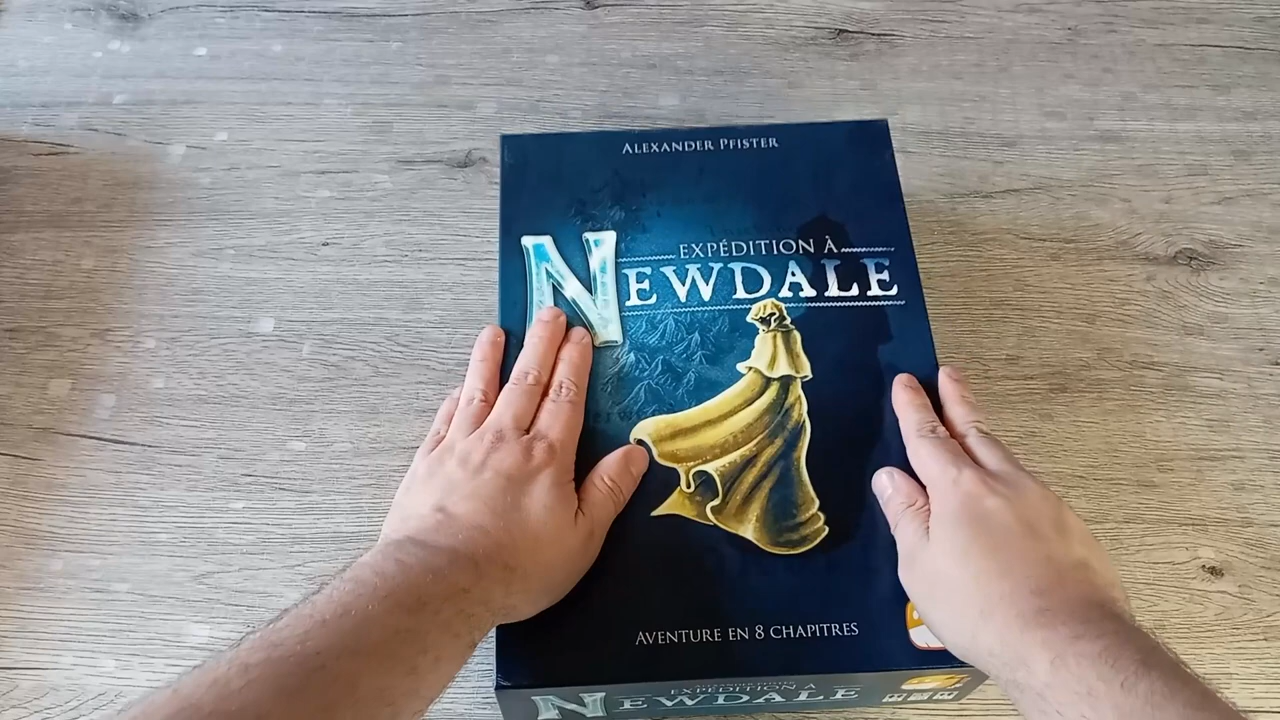 ALEXANDER PFISTER
EXPÉDITION À
NEWDALE
AVENTURE EN 8 CHAPITRES
EXPÉDITION À
NEWDALE